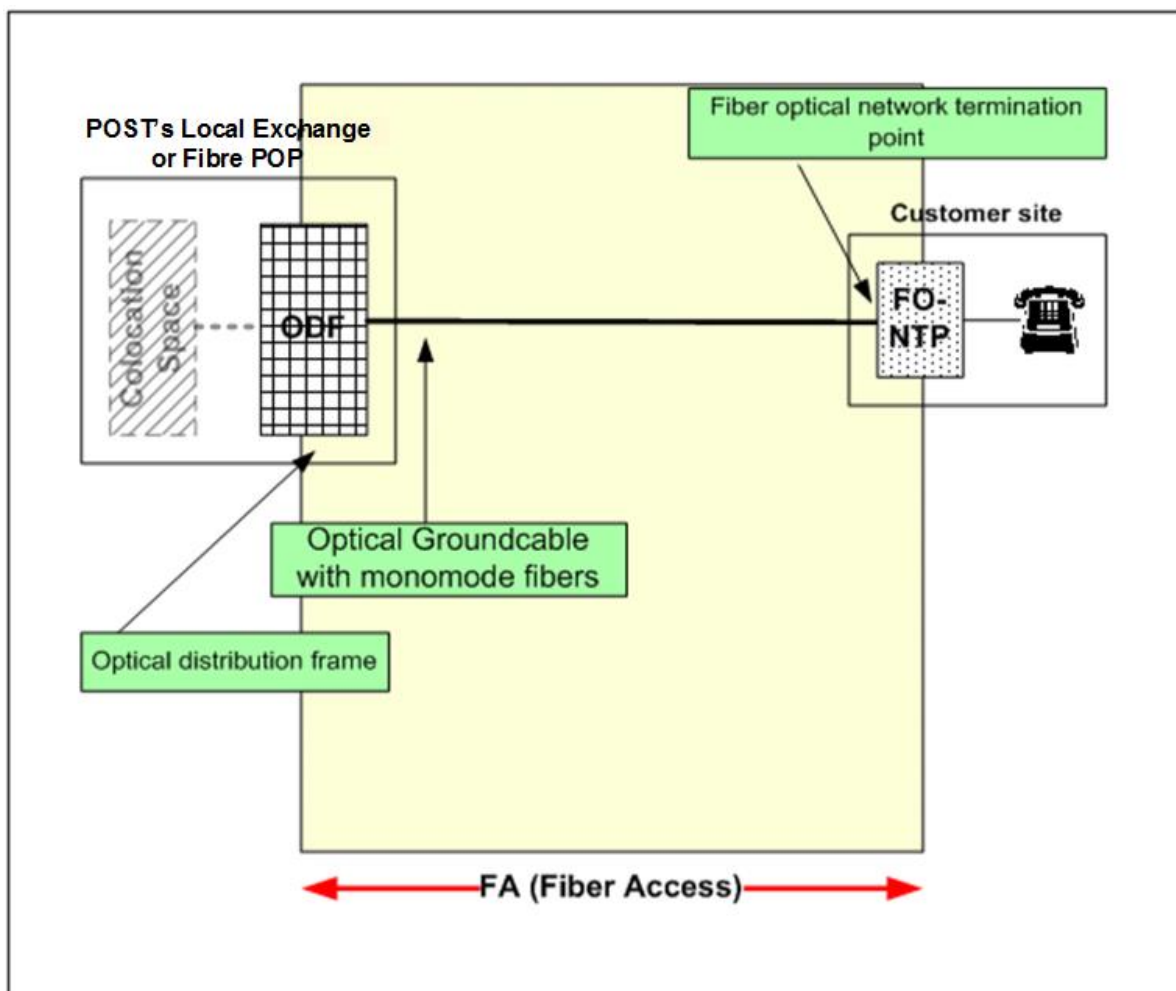 POST's Local Exchange
or Fibre POP
Fiber optical network termination
point
Customer site
Colocation
Space
ODF
FO-
NTP
Optical Groundcable
with monomode fibers
Optical distribution frame
FA (Fiber Access)